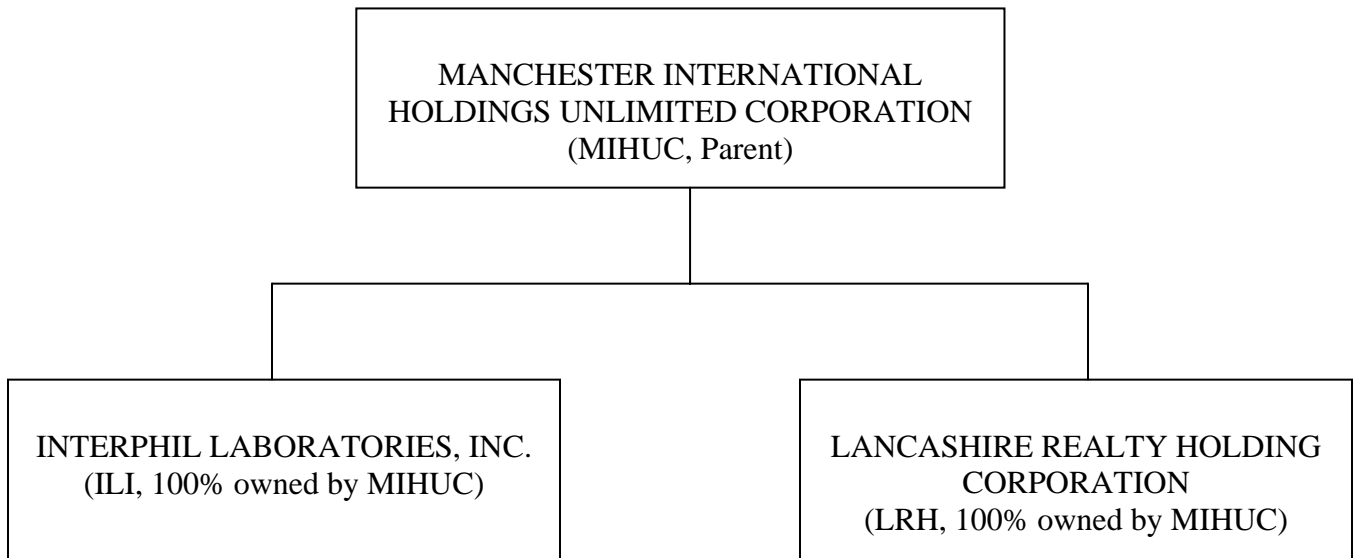 MANCHESTER INTERNATIONAL
HOLDINGS UNLIMITED CORPORATION
(MIHUC, Parent)
INTERPHIL LABORATORIES, INC.
(ILI, 100% owned by MIHUC)
LANCASHIRE REALTY HOLDING
CORPORATION
(LRH, 100% owned by MIHUC)